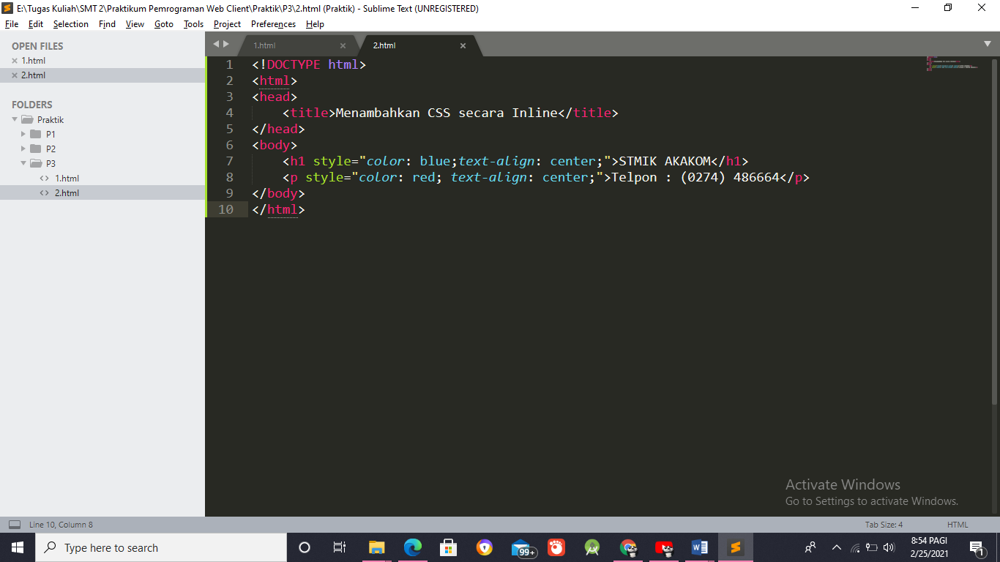 E:\Tugas Kuliah\SMT 2\Praktikum Pemrograman Web Client\Praktik\P3\2.html (Praktik) - Sublime Text (UNREGISTERED)
File Edit Selection Find View Goto Tools Project Preferences Help
OPEN FILES
1.html
2.html
FOLDERS
Praktik
P1
P2
P3
1.html
2.html
1.html 2.html
1 <!DOCTYPE html>
2 <html>
3 <head>
4     <title>Menambahkan CSS secara Inline</title>
5 </head>
6 <body>
7     <h1 style="color: blue;text-align: center;">STMIK AKAKOM</h1>
8     <p style="color: red; text-align: center;">Telpon : (0274) 486664</p>
9 </body>
10 </html>
Activate Windows
Go to Settings to activate Windows.
Line 10, Column 8 Tab Size: 4 HTML
Type here to search
99+
8:54 PAGI
2/25/2021
1